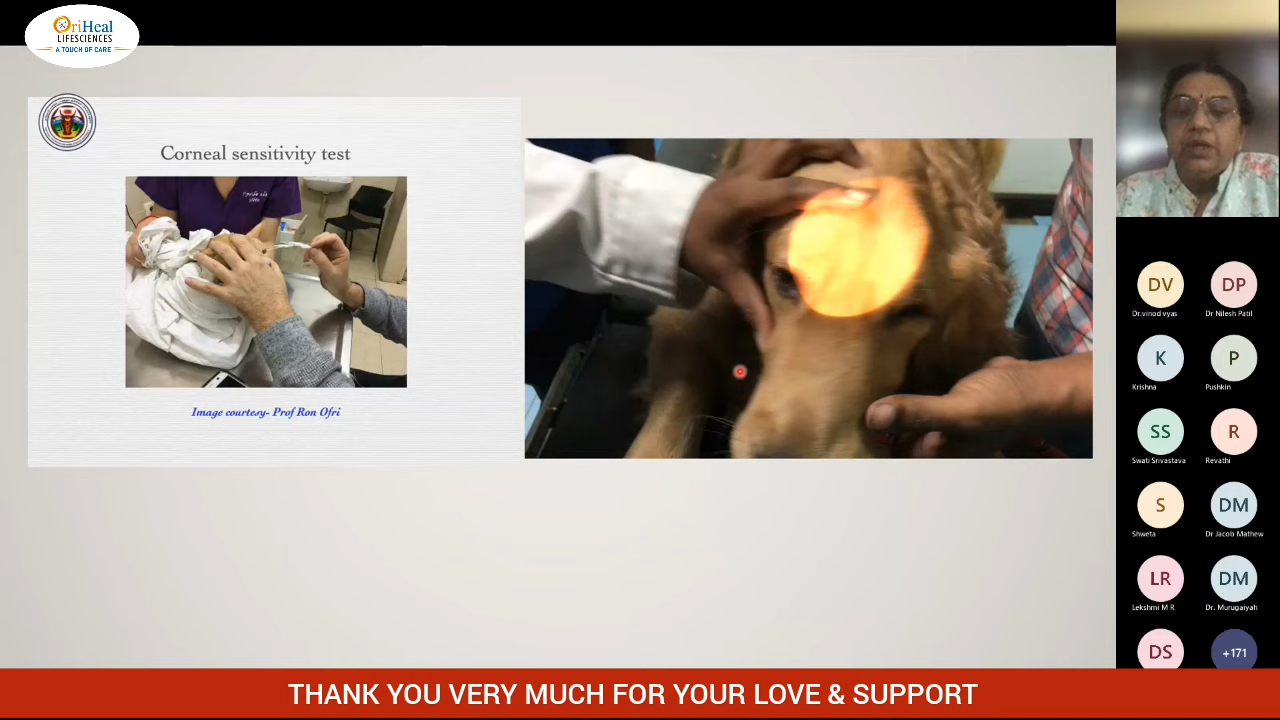 OriHeal
LIFESCIENCES
A TOUCH OF CARE
Corneal sensitivity test
Image courtesy- Prof Ron Ofri
DV
DP
Dr.vinod vyas
Dr Nilesh Patil
K
P
Krishna
Pushkin
SS
R
Swati Srivastava
Revathi
S
DM
Shweta
Dr Jacob Mathew
LR
DM
Lekshmi M R
Dr. Murugaiyah
DS
+171
THANK YOU VERY MUCH FOR YOUR LOVE & SUPPORT